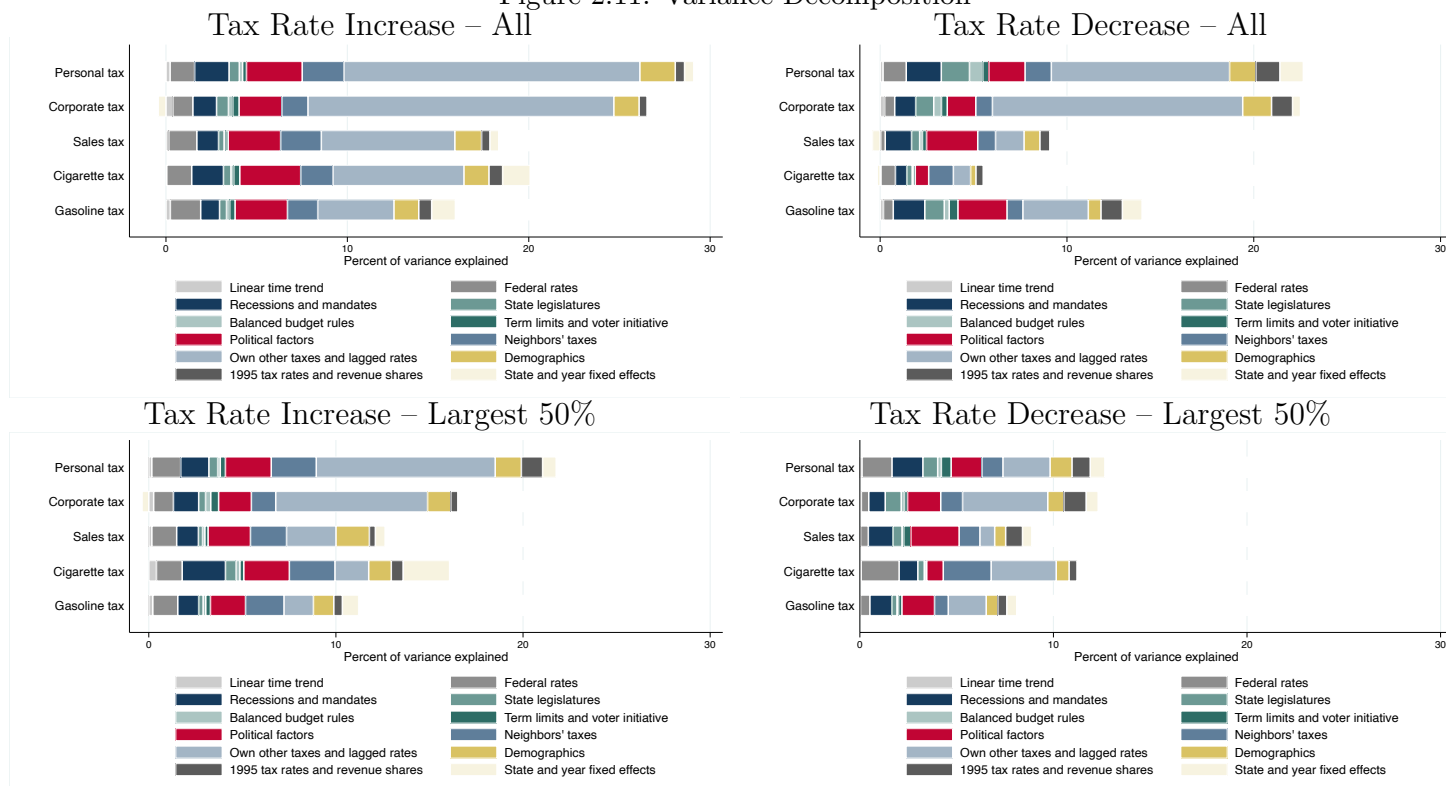 Figure 2.11: Variance Decomposition
Tax Rate Increase – All
Personal tax
Corporate tax
Sales tax
Cigarette tax
Gasoline tax
0 10 20 30
Percent of variance explained
Linear time trend Federal rates
Recessions and mandates State legislatures
Balanced budget rules Term limits and voter initiative
Political factors Neighbors' taxes
Own other taxes and lagged rates Demographics
1995 tax rates and revenue shares State and year fixed effects
Tax Rate Decrease – All
Personal tax
Corporate tax
Sales tax
Cigarette tax
Gasoline tax
0 10 20 30
Percent of variance explained
Linear time trend Federal rates
Recessions and mandates State legislatures
Balanced budget rules Term limits and voter initiative
Political factors Neighbors' taxes
Own other taxes and lagged rates Demographics
1995 tax rates and revenue shares State and year fixed effects
Tax Rate Increase – Largest 50%
Personal tax
Corporate tax
Sales tax
Cigarette tax
Gasoline tax
0 10 20 30
Percent of variance explained
Linear time trend Federal rates
Recessions and mandates State legislatures
Balanced budget rules Term limits and voter initiative
Political factors Neighbors' taxes
Own other taxes and lagged rates Demographics
1995 tax rates and revenue shares State and year fixed effects
Tax Rate Decrease – Largest 50%
Personal tax
Corporate tax
Sales tax
Cigarette tax
Gasoline tax
0 10 20 30
Percent of variance explained
Linear time trend Federal rates
Recessions and mandates State legislatures
Balanced budget rules Term limits and voter initiative
Political factors Neighbors' taxes
Own other taxes and lagged rates Demographics
1995 tax rates and revenue shares State and year fixed effects